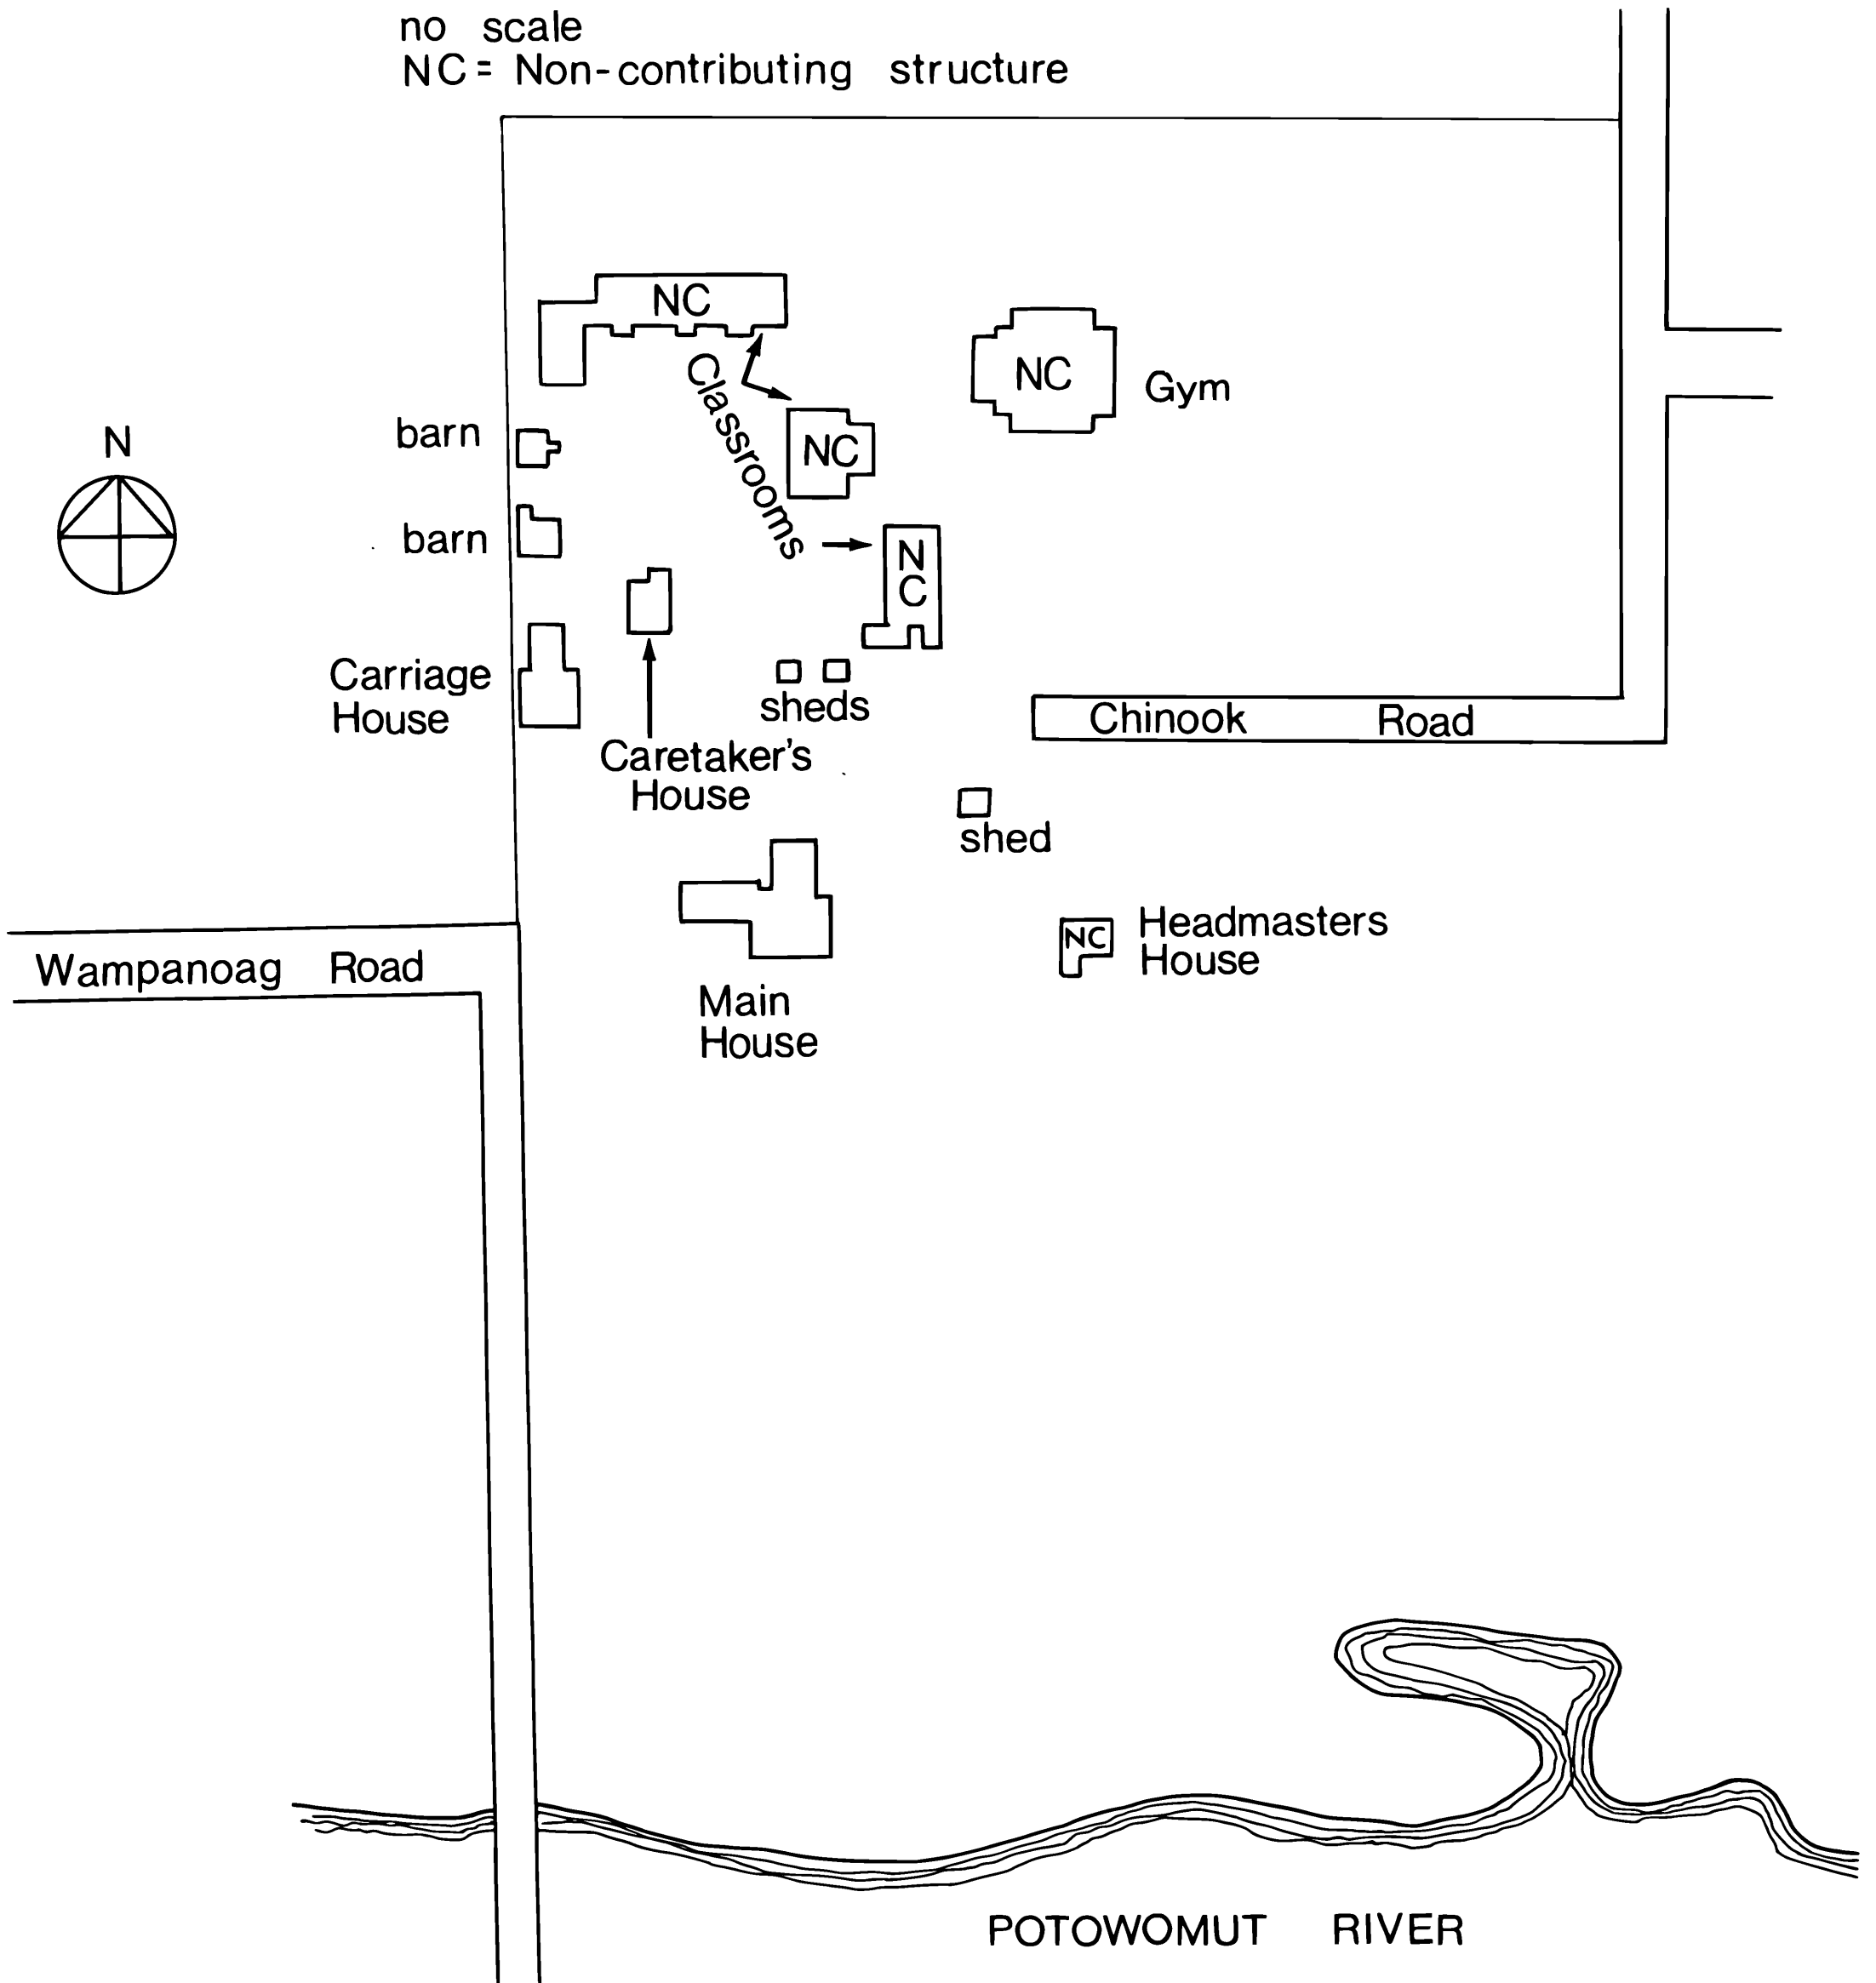 no scale
NC = Non-contributing structure
NC
NC
Gym
Classrooms
barn
NC
N
barn
N
C
Carriage
House
sheds
Chinook Road
Caretaker's
House
shed
Headmasters
House
NC
Wampanoag Road
Main
House
POTOWOMUT RIVER